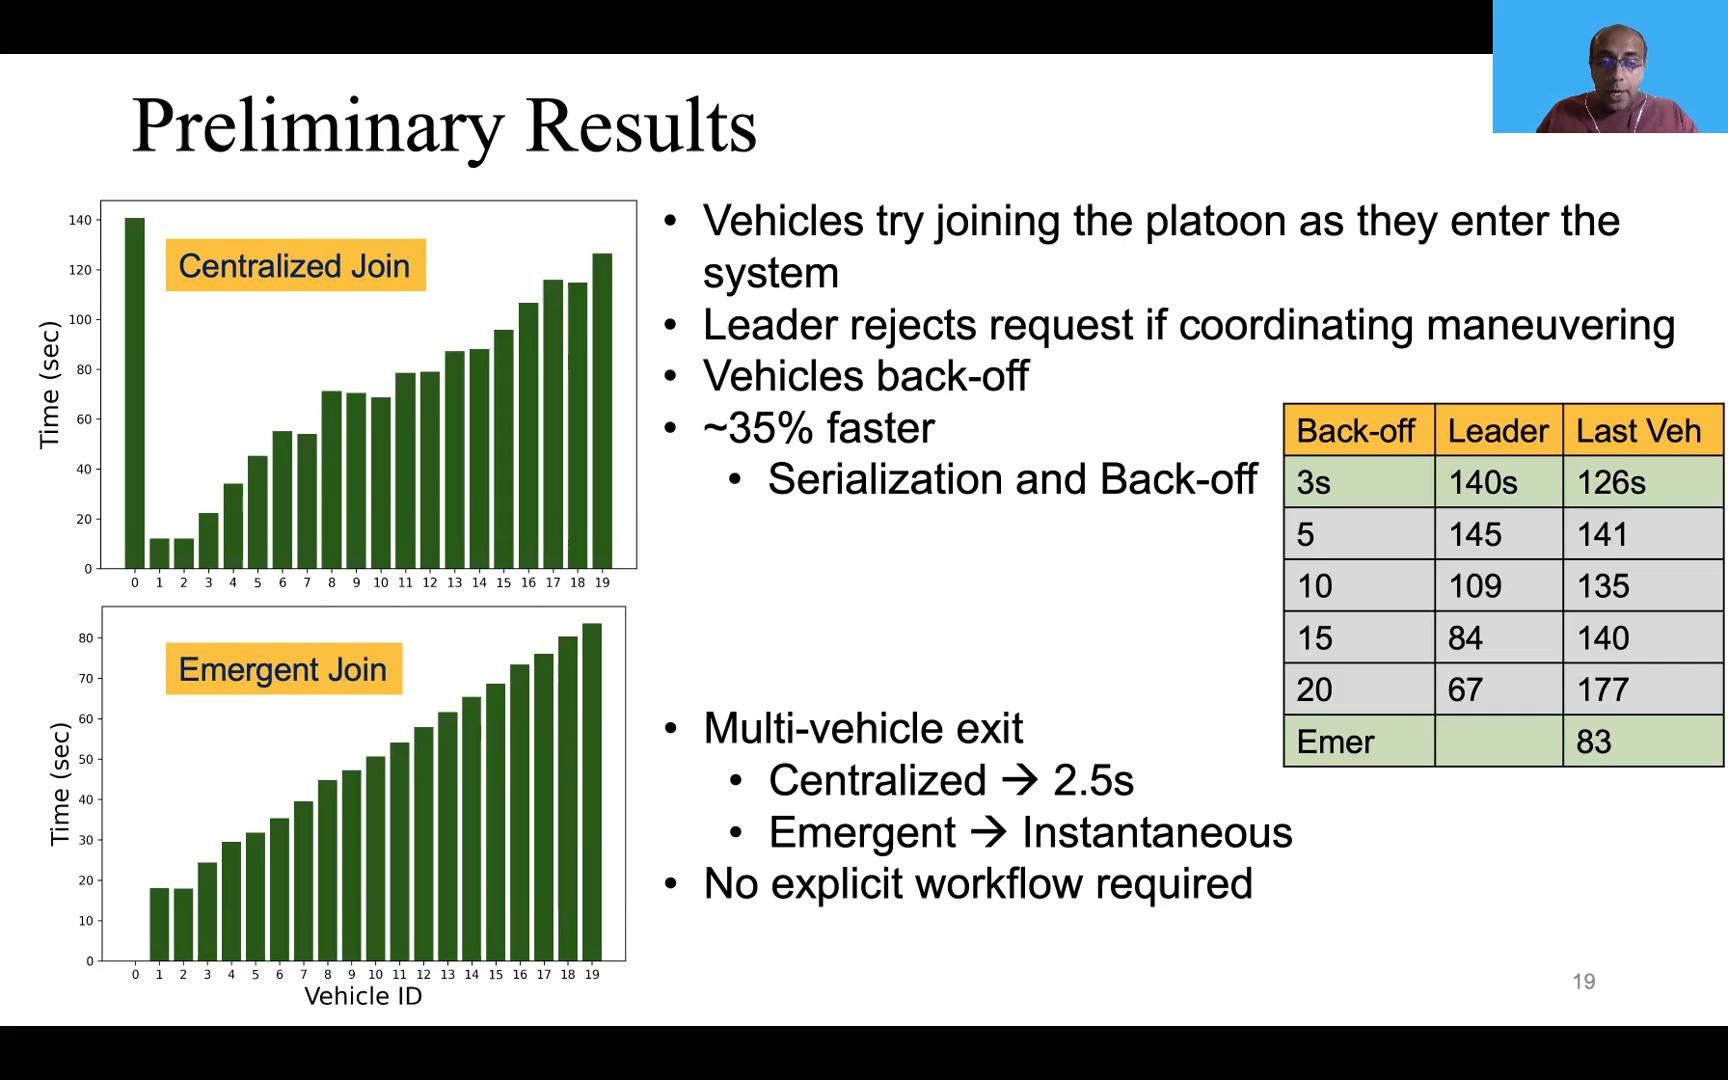 Preliminary Results
140
120
100
80
60
40
20
0
Time (sec)
Centralized Join
0 1 2 3 4 5 6 7 8 9 10 11 12 13 14 15 16 17 18 19
80
70
60
50
40
30
20
10
0
Time (sec)
Emergent Join
0 1 2 3 4 5 6 7 8 9 10 11 12 13 14 15 16 17 18 19
Vehicle ID
• Vehicles try joining the platoon as they enter the
system
• Leader rejects request if coordinating maneuvering
• Vehicles back-off
• ~35% faster
• Serialization and Back-off
Back-off Leader Last Veh
3s 140s 126s
5 145 141
10 109 135
15 84 140
20 67 177
Emer 83
• Multi-vehicle exit
• Centralized → 2.5s
• Emergent → Instantaneous
• No explicit workflow required
19